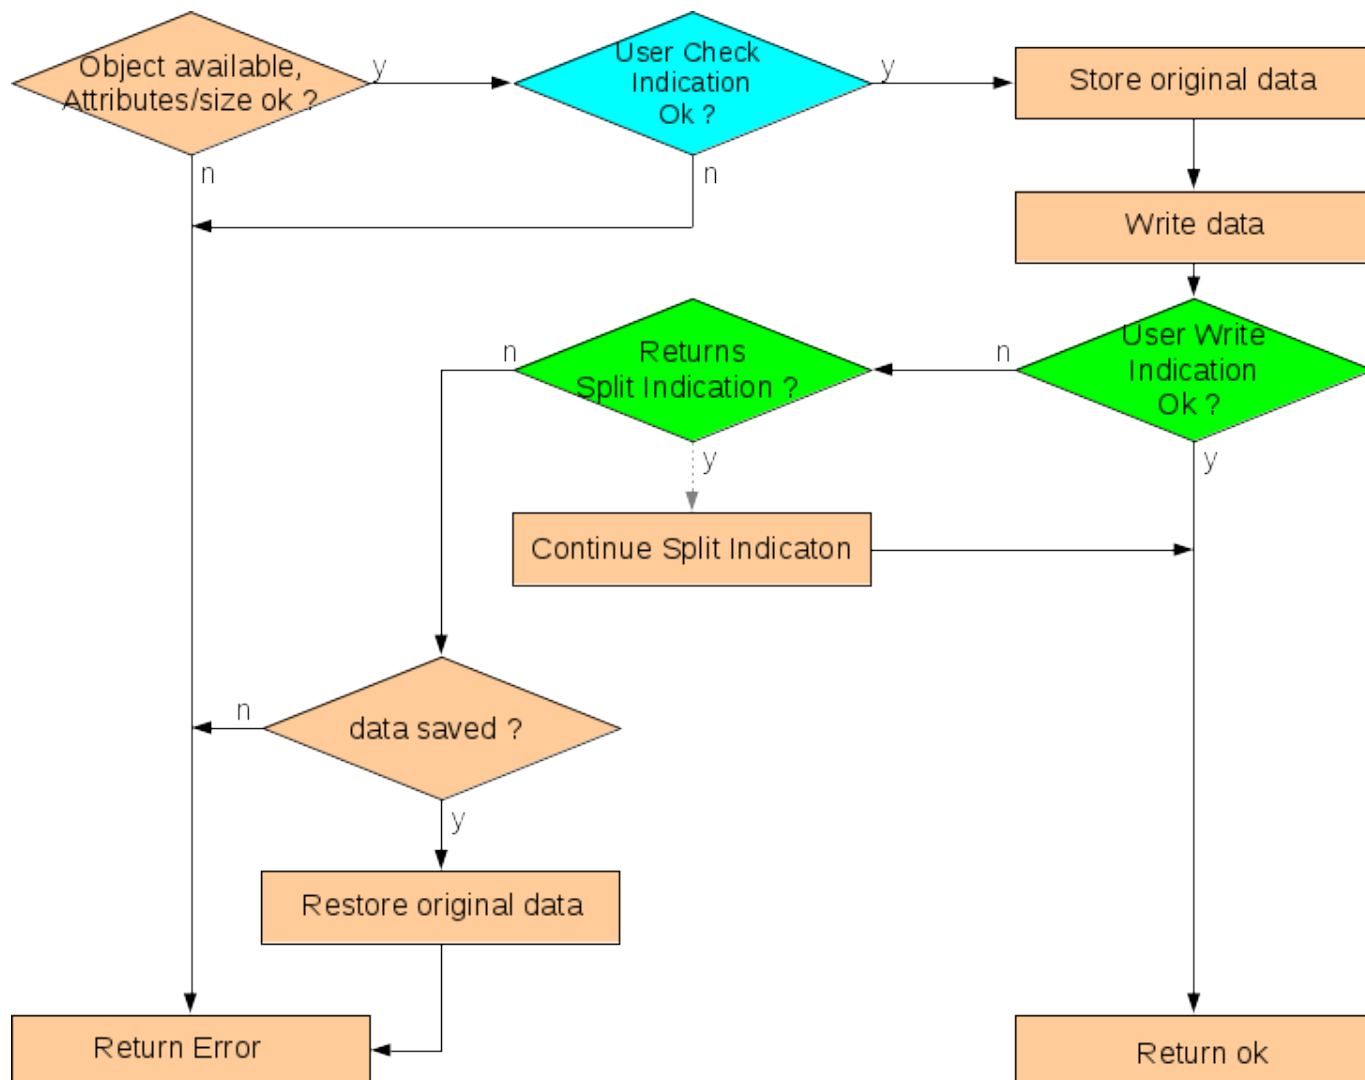 Object available,
Attributes/size ok ?
y
User Check
Indication
Ok ?
y
Store original data
n
n
Write data
User Write
Indication
Ok ?
n
Returns
Split Indication ?
n
y
y
Continue Split Indicaton
data saved ?
n
y
Restore original data
Return Error
Return ok